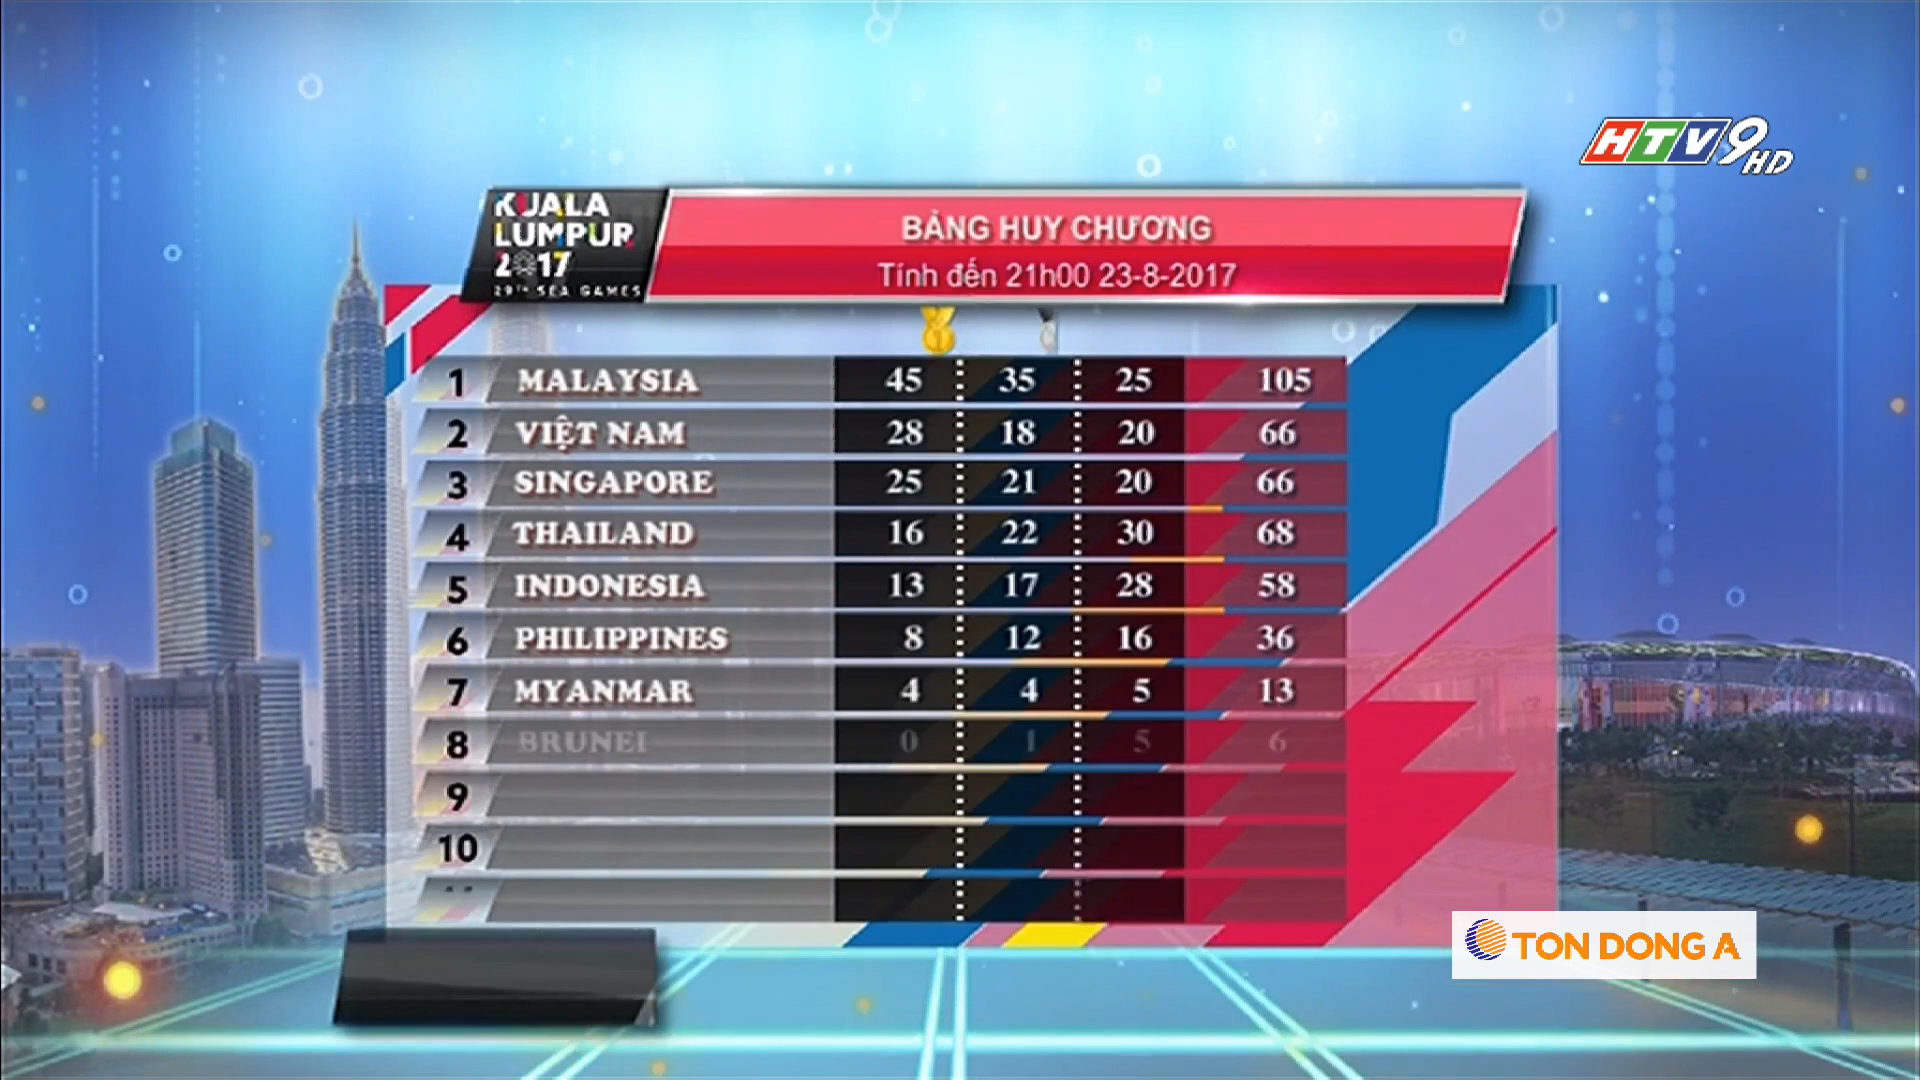 HTV9 HD
KUALA
LUMPUR
2017
29TH SEA GAMES
BẢNG HUY CHƯƠNG
Tính đến 21h00 23-8-2017
1 MALAYSIA 45 35 25 105
2 VIỆT NAM 28 18 20 66
3 SINGAPORE 25 21 20 66
4 THAILAND 16 22 30 68
5 INDONESIA 13 17 28 58
6 PHILIPPINES 8 12 16 36
7 MYANMAR 4 4 5 13
8 BRUNEI 0 1 5 6
9
10
TON DONG A